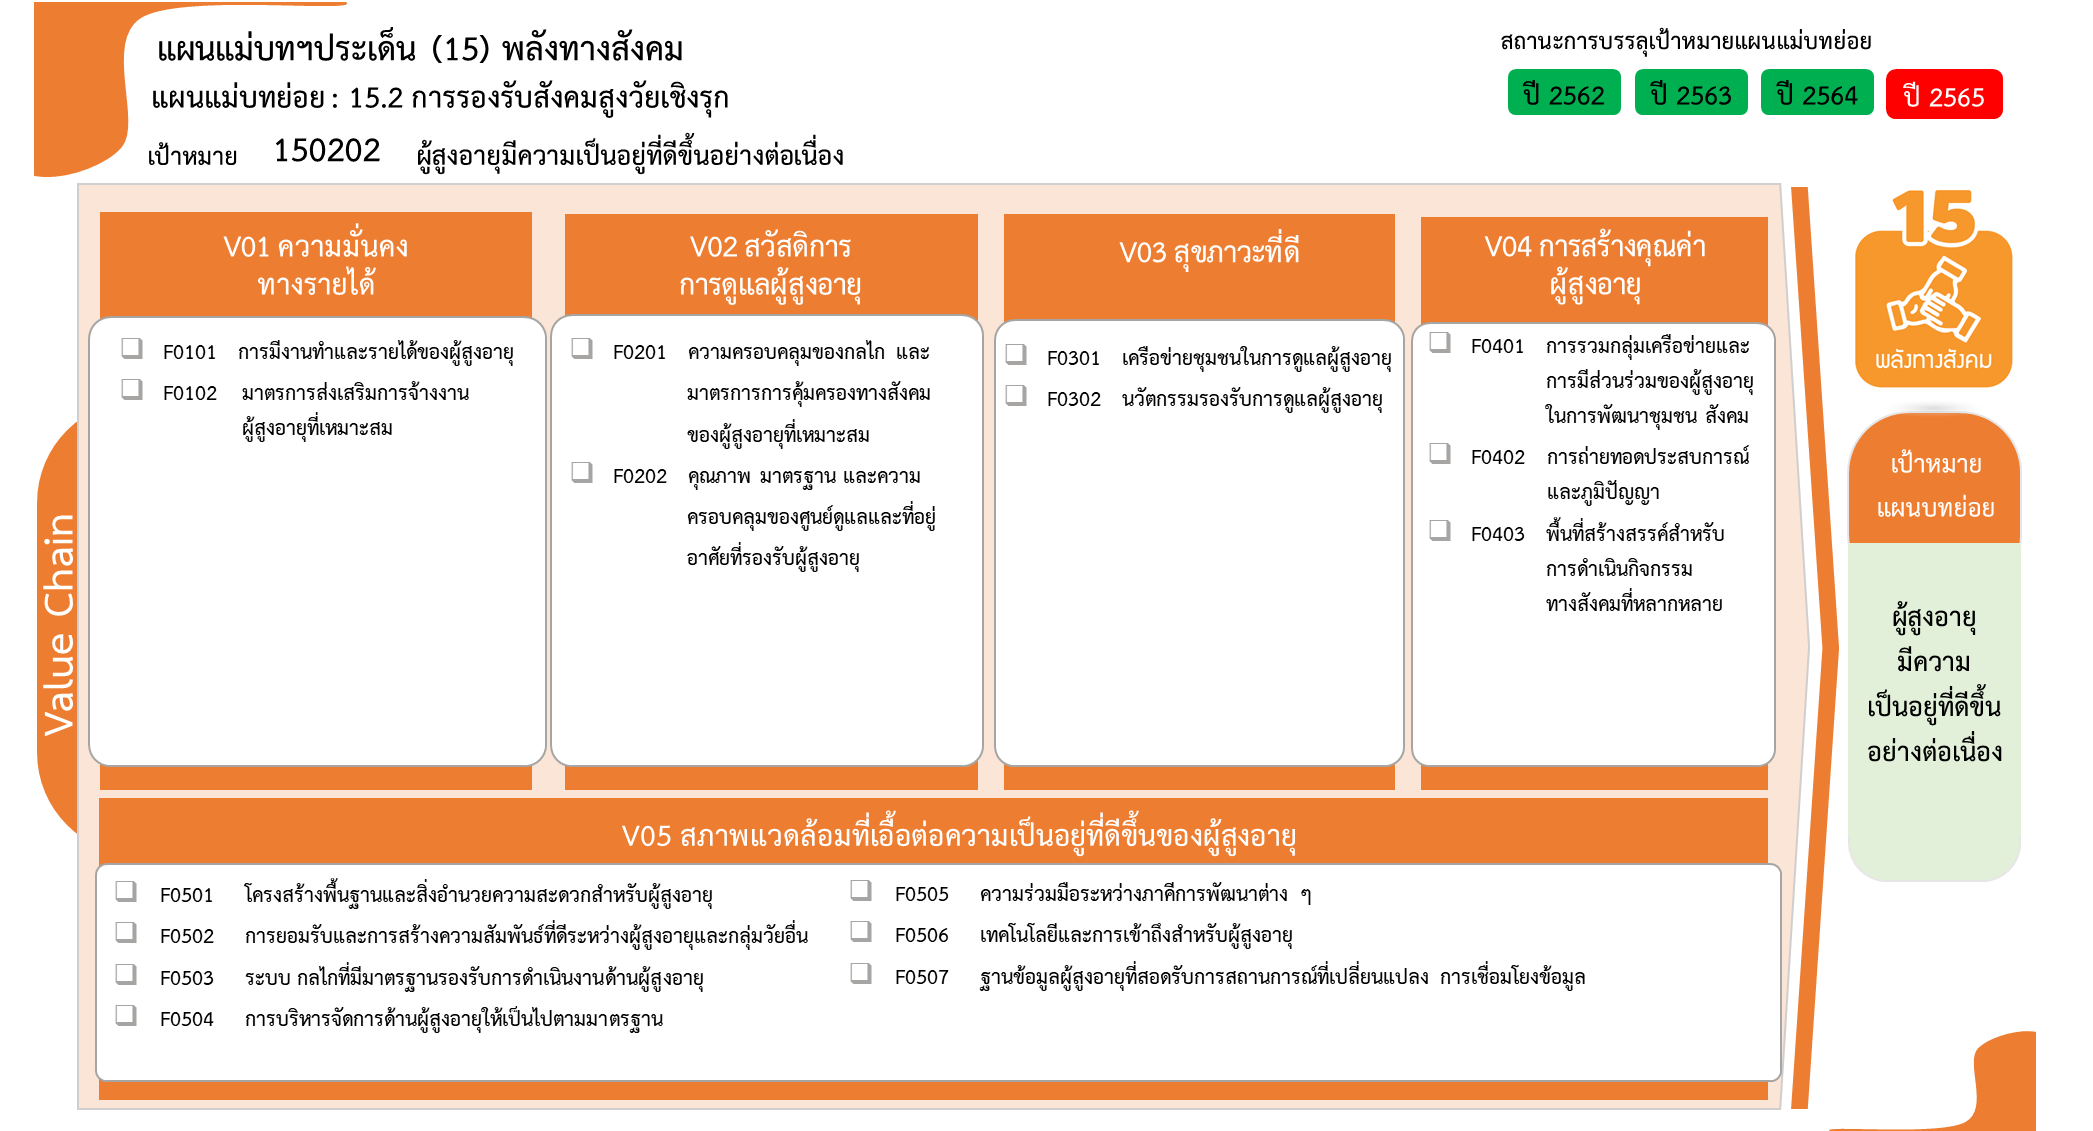 แผนแม่บทฯประเด็น (15) พลังทางสังคม
แผนแม่บทย่อย : 15.2 การรองรับสังคมสูงวัยเชิงรุก
เป้าหมาย 150202 ผู้สูงอายุมีความเป็นอยู่ที่ดีขึ้นอย่างต่อเนื่อง
สถานะการบรรลุเป้าหมายแผนแม่บทย่อย
ปี 2562 ปี 2563 ปี 2564 ปี 2565
Value Chain
V01 ความมั่นคง
ทางรายได้
F0101 การมีงานทำและรายได้ของผู้สูงอายุ
F0102 มาตรการส่งเสริมการจ้างงาน
ผู้สูงอายุที่เหมาะสม
V02 สวัสดิการ
การดูแลผู้สูงอายุ
F0201 ความครอบคลุมของกลไก และ
มาตรการการคุ้มครองทางสังคม
ของผู้สูงอายุที่เหมาะสม
F0202 คุณภาพ มาตรฐาน และความ
ครอบคลุมของศูนย์ดูแลและที่อยู่
อาศัยที่รองรับผู้สูงอายุ
V03 สุขภาวะที่ดี
F0301 เครือข่ายชุมชนในการดูแลผู้สูงอายุ
F0302 นวัตกรรมรองรับการดูแลผู้สูงอายุ
V04 การสร้างคุณค่า
ผู้สูงอายุ
F0401 การรวมกลุ่มเครือข่ายและ
การมีส่วนร่วมของผู้สูงอายุ
ในการพัฒนาชุมชน สังคม
F0402 การถ่ายทอดประสบการณ์
และภูมิปัญญา
F0403 พื้นที่สร้างสรรค์สำหรับ
การดำเนินกิจกรรม
ทางสังคมที่หลากหลาย
V05 สภาพแวดล้อมที่เอื้อต่อความเป็นอยู่ที่ดีขึ้นของผู้สูงอายุ
F0501 โครงสร้างพื้นฐานและสิ่งอำนวยความสะดวกสำหรับผู้สูงอายุ
F0502 การยอมรับและการสร้างความสัมพันธ์ที่ดีระหว่างผู้สูงอายุและกลุ่มวัยอื่น
F0503 ระบบ กลไกที่มีมาตรฐานรองรับการดำเนินงานด้านผู้สูงอายุ
F0504 การบริหารจัดการด้านผู้สูงอายุให้เป็นไปตามมาตรฐาน
F0505 ความร่วมมือระหว่างภาคีการพัฒนาต่าง ๆ
F0506 เทคโนโลยีและการเข้าถึงสำหรับผู้สูงอายุ
F0507 ฐานข้อมูลผู้สูงอายุที่สอดรับการสถานการณ์ที่เปลี่ยนแปลง การเชื่อมโยงข้อมูล
15
พลังทางสังคม
เป้าหมาย
แผนบทย่อย
ผู้สูงอายุ
มีความ
เป็นอยู่ที่ดีขึ้น
อย่างต่อเนื่อง